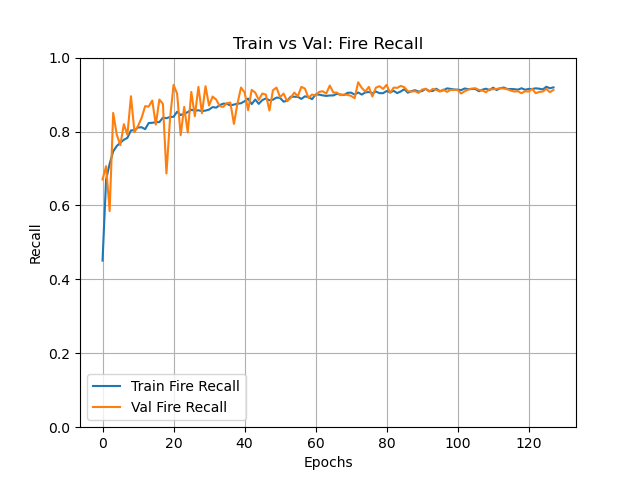 Train vs Val: Fire Recall
1.0
0.8
0.6
0.4
0.2
0.0
Recall
Train Fire Recall
Val Fire Recall
0 20 40 60 80 100 120
Epochs